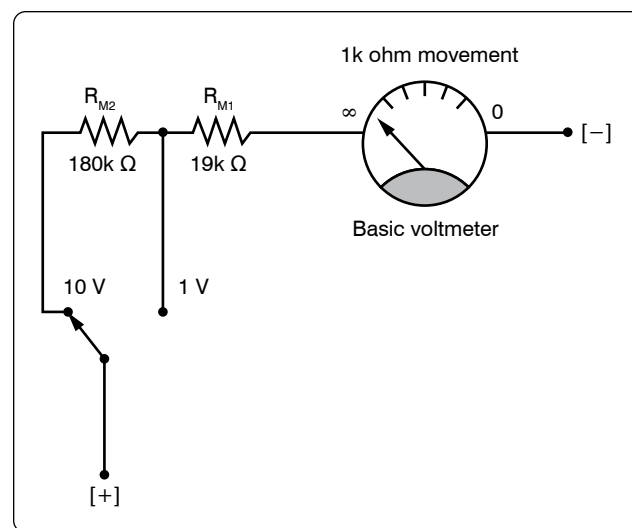 1k ohm movement
R_M2
R_M1
∞
0
[−]
180k Ω
19k Ω
Basic voltmeter
10 V
1 V
[+]